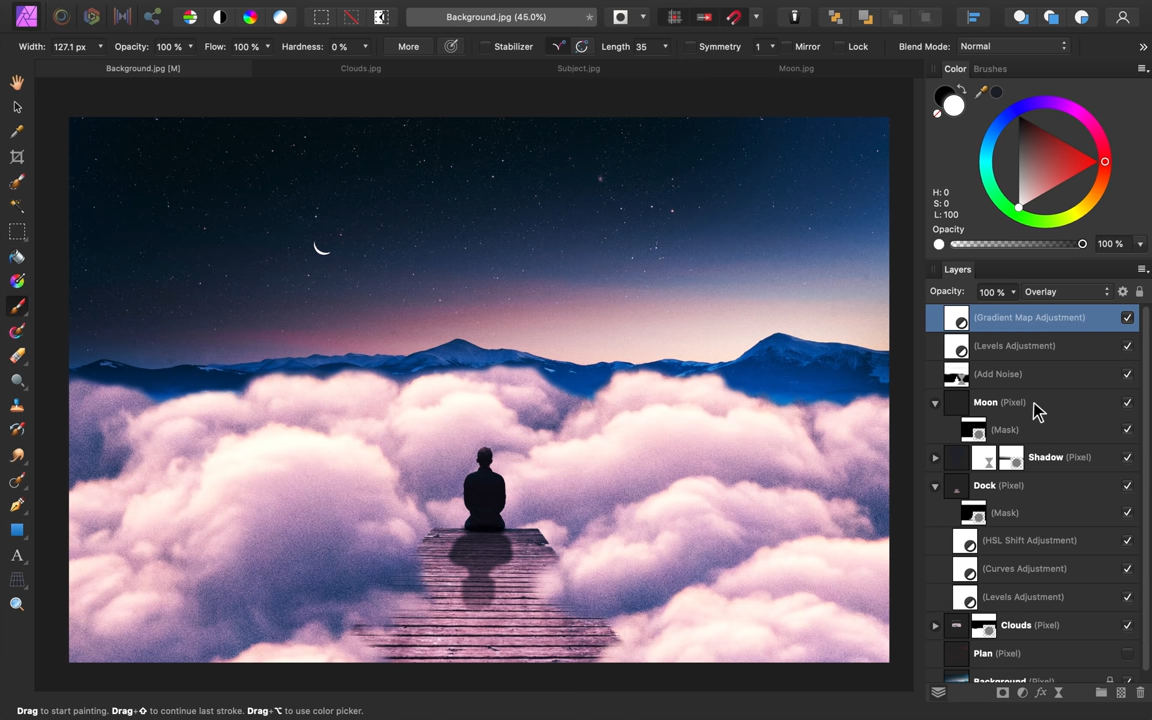 Background.jpg (45.0%)
Width: 127.1 px Opacity: 100 % Flow: 100 % Hardness: 0 % More Stabilizer Length 35 Symmetry 1 Mirror Lock Blend Mode: Normal
Background.jpg [M] Clouds.jpg Subject.jpg Moon.jpg
Color Brushes
H: 0
S: 0
L: 100
Opacity
100 %
Layers
Opacity: 100 % Overlay
(Gradient Map Adjustment)
(Levels Adjustment)
(Add Noise)
Moon (Pixel)
(Mask)
Shadow (Pixel)
Dock (Pixel)
(Mask)
(HSL Shift Adjustment)
(Curves Adjustment)
(Levels Adjustment)
Clouds (Pixel)
Plan (Pixel)
Background (Pixel)
Drag to start painting. Drag+⇧ to continue last stroke. Drag+⌥ to use color picker.